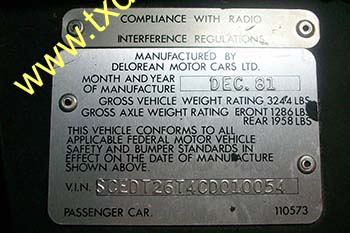 COMPLIANCE WITH RADIO
INTERFERENCE REGULATIONS
MANUFACTURED BY
DELOREAN MOTOR CARS LTD.
MONTH AND YEAR
OF MANUFACTURE DEC. 81
GROSS VEHICLE WEIGHT RATING 3244 LBS
GROSS AXLE WEIGHT RATING FRONT 1286 LBS
REAR 1958 LBS
THIS VEHICLE CONFORMS TO ALL
APPLICABLE FEDERAL MOTOR VEHICLE
SAFETY AND BUMPER STANDARDS IN
EFFECT ON THE DATE OF MANUFACTURE
SHOWN ABOVE.
V.I.N. SCEDT26T4CD010054
PASSENGER CAR. 110573
www.txd